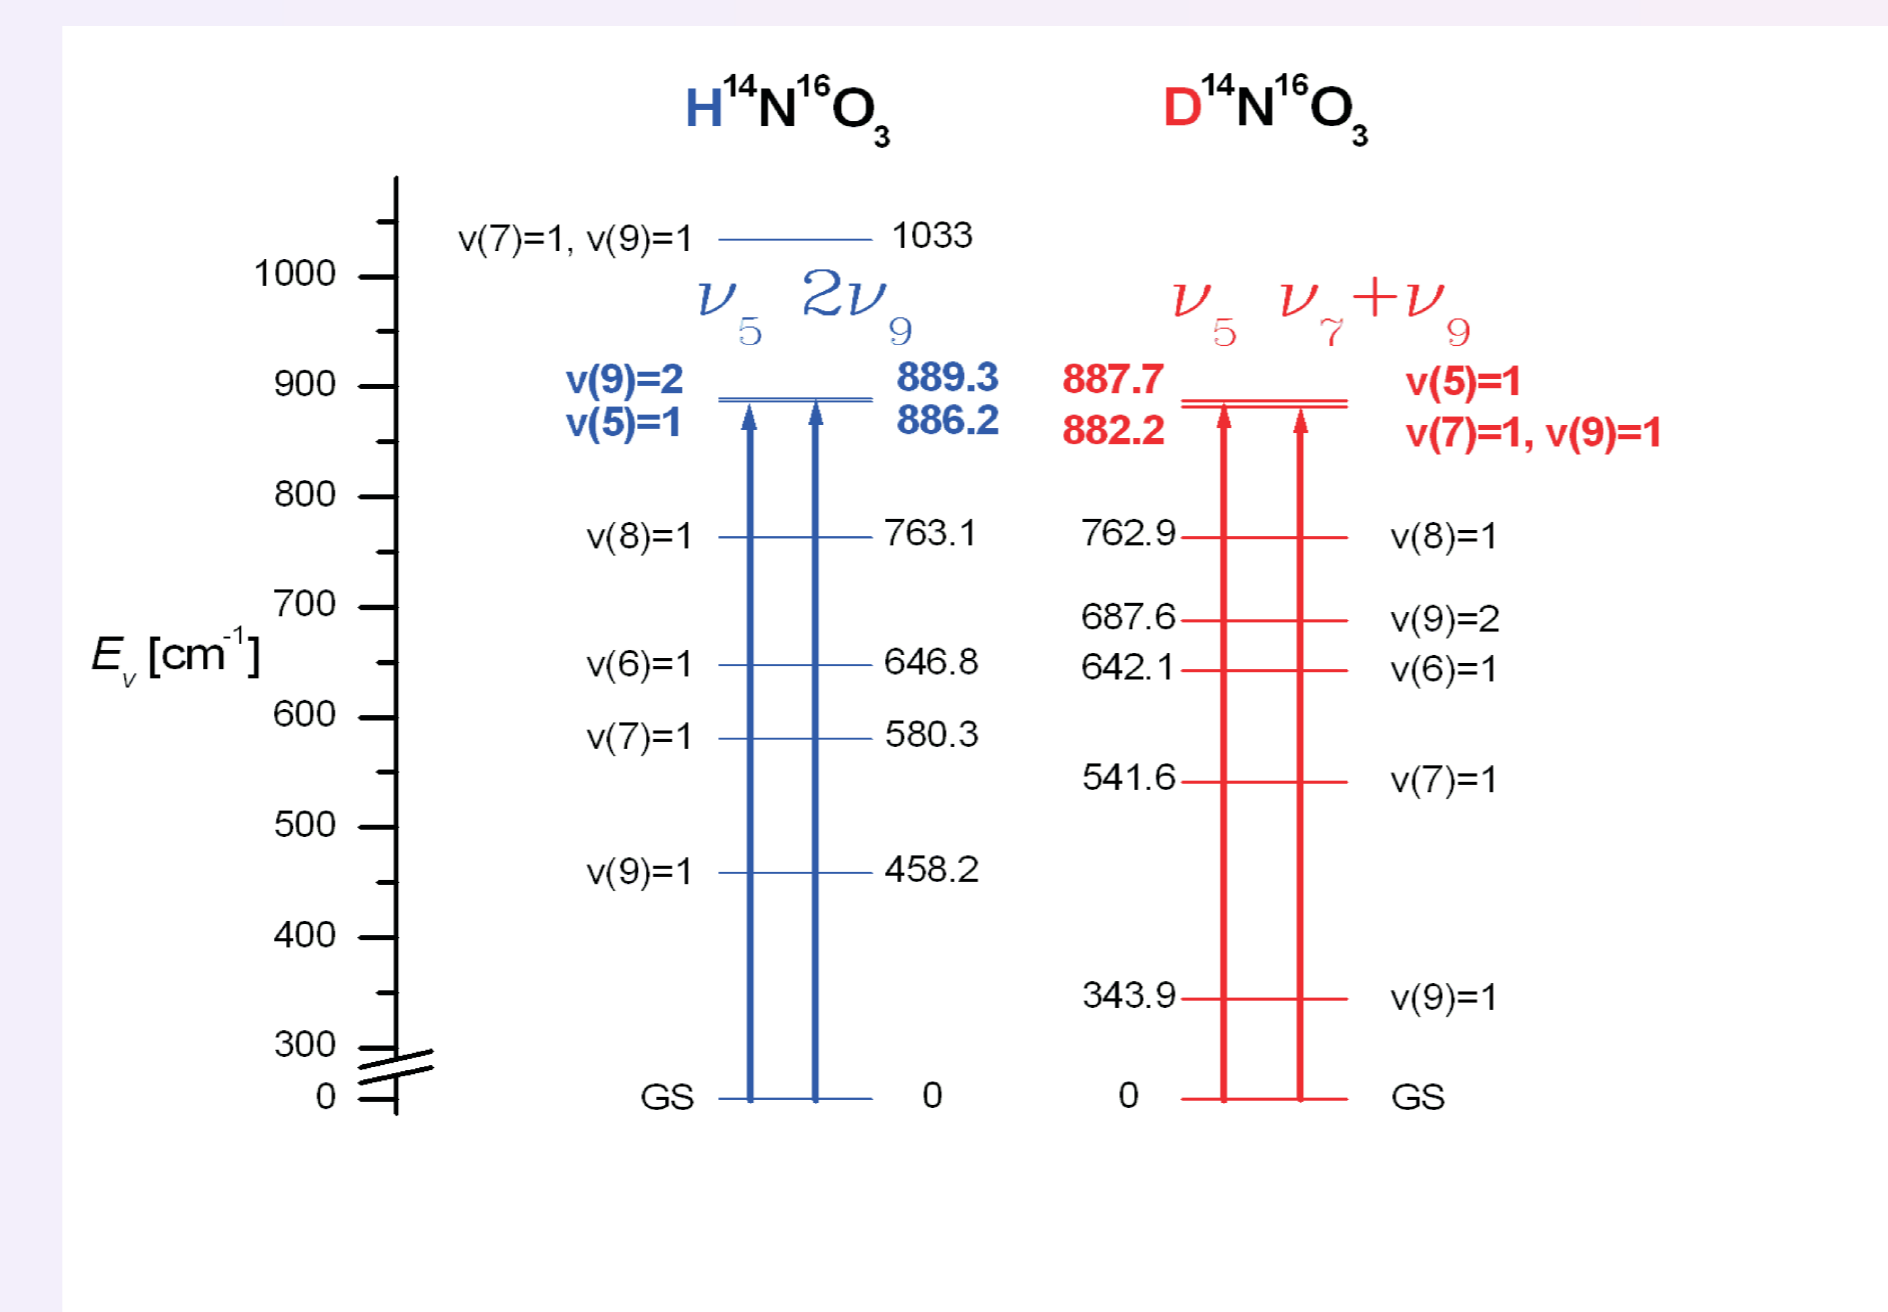 H¹⁴N¹⁶O₃ D¹⁴N¹⁶O₃
v(7)=1, v(9)=1 1033
1000
ν₅ 2ν₉ ν₅ ν₇+ν₉
v(9)=2 889.3 887.7 v(5)=1
900
v(5)=1 886.2 882.2 v(7)=1, v(9)=1
800
v(8)=1 763.1 762.9 v(8)=1
700
687.6 v(9)=2
E_v [cm⁻¹]
v(6)=1 646.8 642.1 v(6)=1
600
v(7)=1 580.3
541.6 v(7)=1
500
v(9)=1 458.2
400
343.9 v(9)=1
300
0 GS 0 0 GS